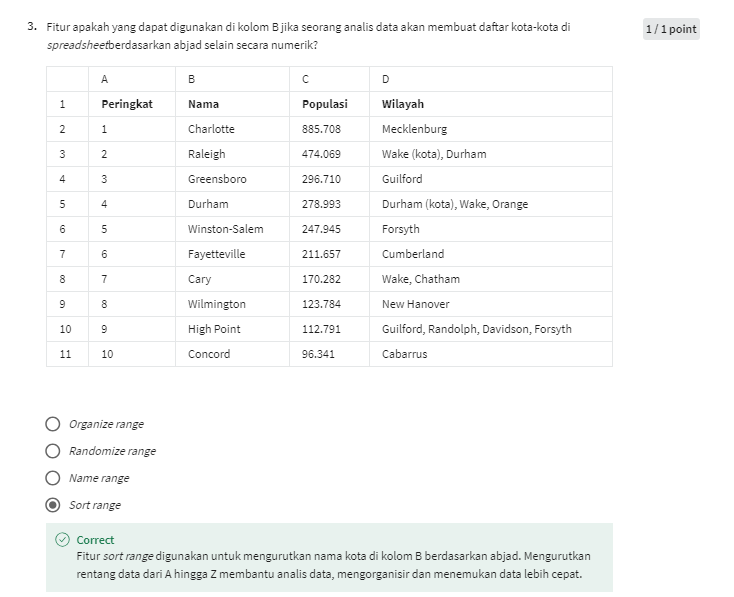 3. Fitur apakah yang dapat digunakan di kolom B jika seorang analis data akan membuat daftar kota-kota di
spreadsheetberdasarkan abjad selain secara numerik?
1 / 1 point
A B C D
1 Peringkat Nama Populasi Wilayah
2 1 Charlotte 885.708 Mecklenburg
3 2 Raleigh 474.069 Wake (kota), Durham
4 3 Greensboro 296.710 Guilford
5 4 Durham 278.993 Durham (kota), Wake, Orange
6 5 Winston-Salem 247.945 Forsyth
7 6 Fayetteville 211.657 Cumberland
8 7 Cary 170.282 Wake, Chatham
9 8 Wilmington 123.784 New Hanover
10 9 High Point 112.791 Guilford, Randolph, Davidson, Forsyth
11 10 Concord 96.341 Cabarrus
Organize range
Randomize range
Name range
Sort range
Correct
Fitur sort range digunakan untuk mengurutkan nama kota di kolom B berdasarkan abjad. Mengurutkan
rentang data dari A hingga Z membantu analis data, mengorganisir dan menemukan data lebih cepat.